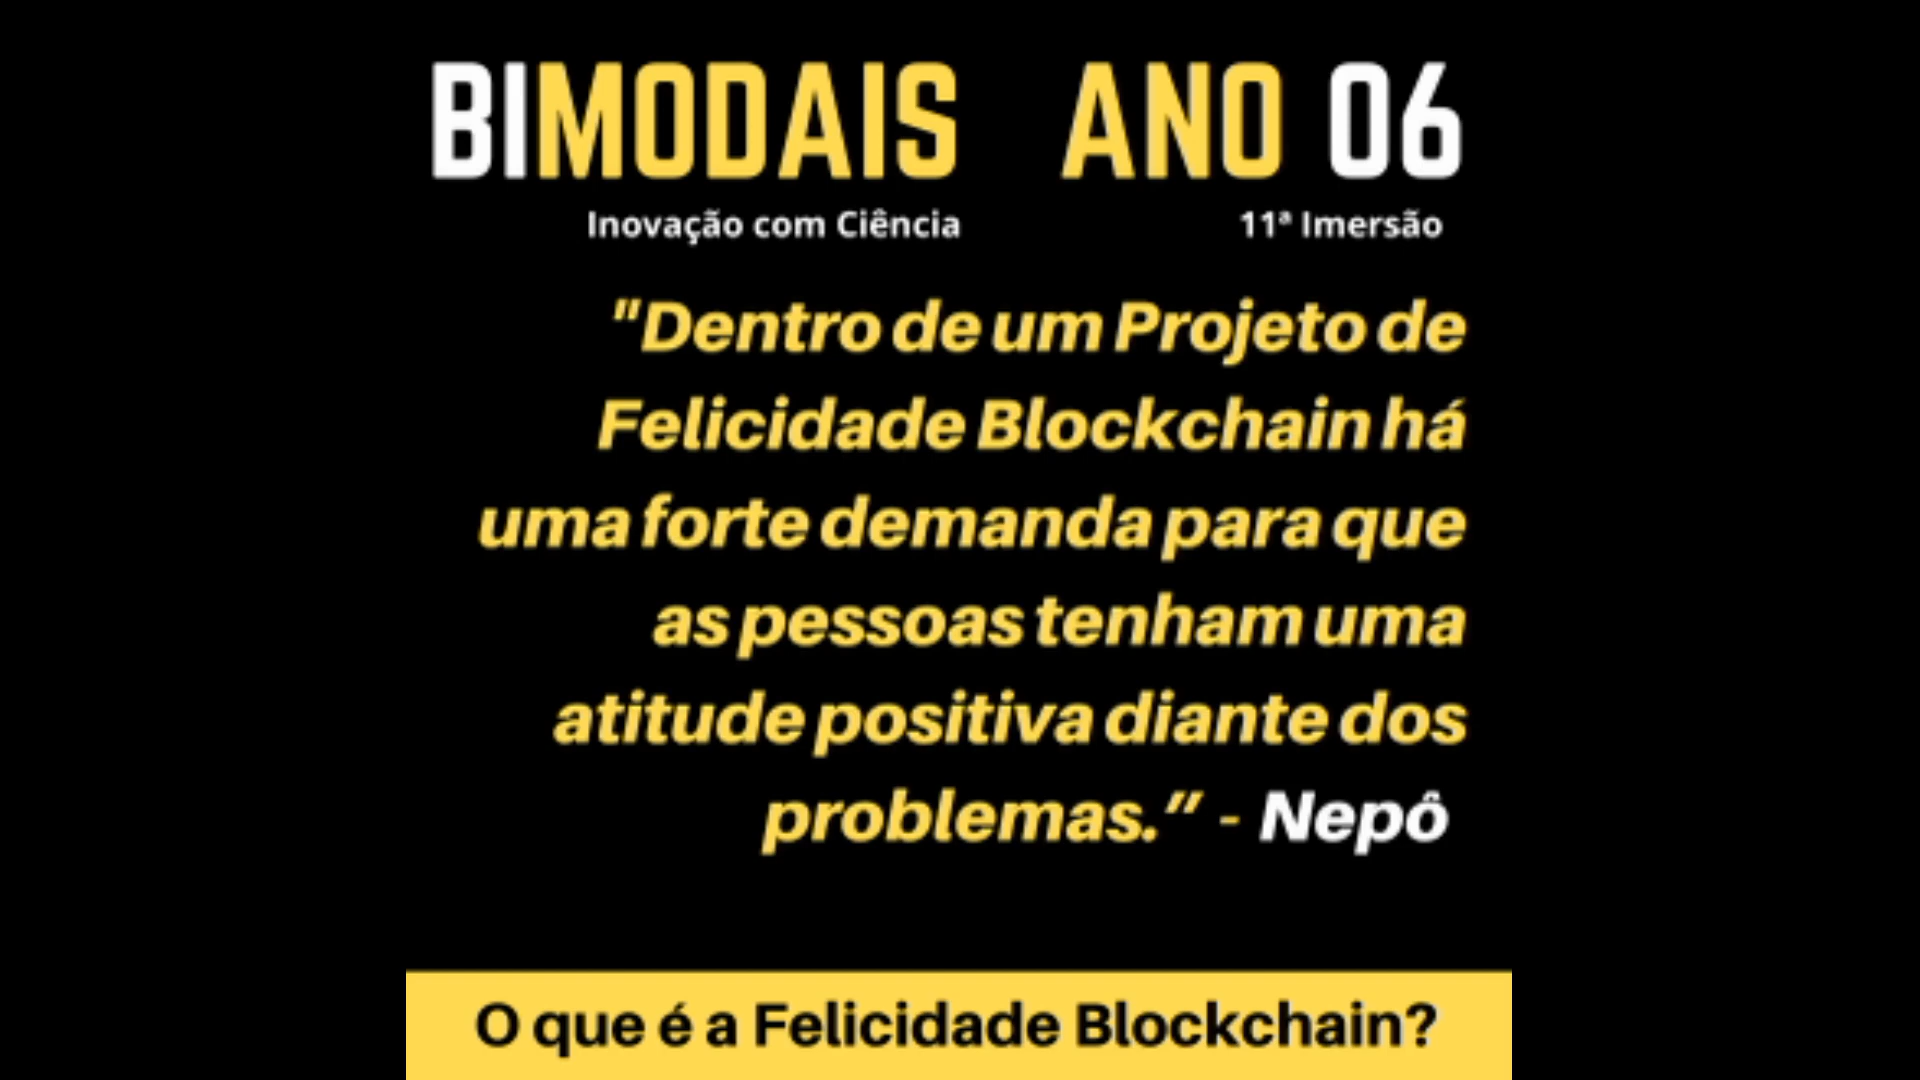 BIMODAIS ANO 06
Inovação com Ciência 11ª Imersão
"Dentro de um Projeto de
Felicidade Blockchain há
uma forte demanda para que
as pessoas tenham uma
atitude positiva diante dos
problemas.” - Nepô
O que é a Felicidade Blockchain?